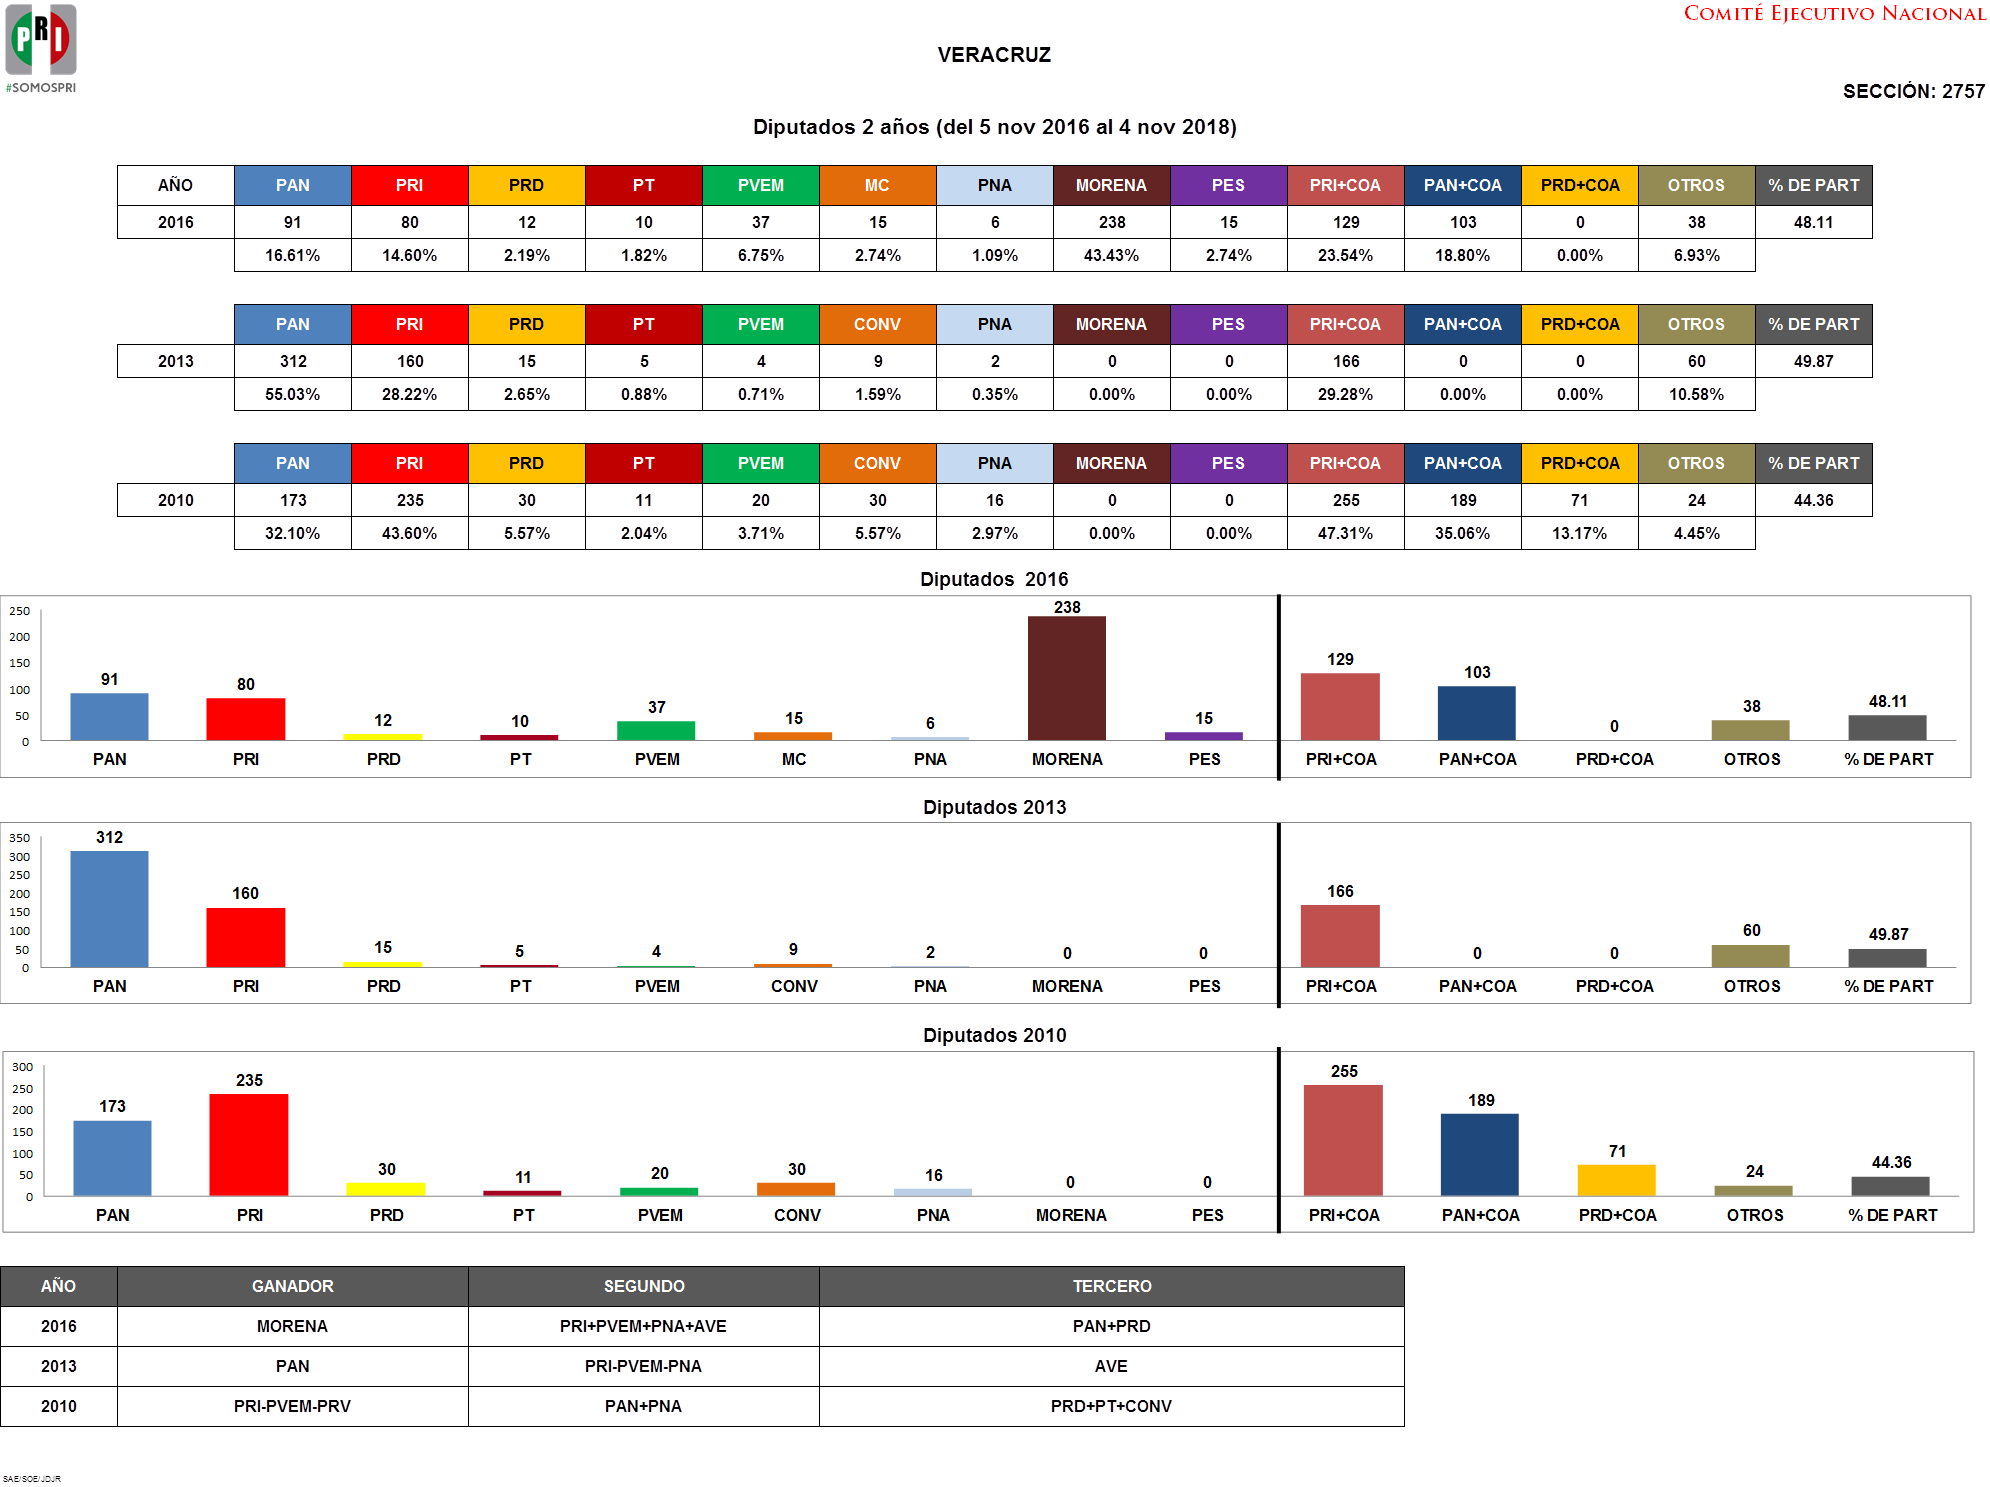 PRI
#SOMOSPRI
COMITÉ EJECUTIVO NACIONAL
VERACRUZ
SECCIÓN: 2757
Diputados 2 años (del 5 nov 2016 al 4 nov 2018)
AÑO PAN PRI PRD PT PVEM MC PNA MORENA PES PRI+COA PAN+COA PRD+COA OTROS % DE PART
2016 91 80 12 10 37 15 6 238 15 129 103 0 38 48.11
16.61% 14.60% 2.19% 1.82% 6.75% 2.74% 1.09% 43.43% 2.74% 23.54% 18.80% 0.00% 6.93%
PAN PRI PRD PT PVEM CONV PNA MORENA PES PRI+COA PAN+COA PRD+COA OTROS % DE PART
2013 312 160 15 5 4 9 2 0 0 166 0 0 60 49.87
55.03% 28.22% 2.65% 0.88% 0.71% 1.59% 0.35% 0.00% 0.00% 29.28% 0.00% 0.00% 10.58%
PAN PRI PRD PT PVEM CONV PNA MORENA PES PRI+COA PAN+COA PRD+COA OTROS % DE PART
2010 173 235 30 11 20 30 16 0 0 255 189 71 24 44.36
32.10% 43.60% 5.57% 2.04% 3.71% 5.57% 2.97% 0.00% 0.00% 47.31% 35.06% 13.17% 4.45%
Diputados 2016
250
200
150
100
50
0
91 80 12 10 37 15 6 238 15 129 103 0 38 48.11
PAN PRI PRD PT PVEM MC PNA MORENA PES PRI+COA PAN+COA PRD+COA OTROS % DE PART
Diputados 2013
350
300
250
200
150
100
50
0
312 160 15 5 4 9 2 0 0 166 0 0 60 49.87
PAN PRI PRD PT PVEM CONV PNA MORENA PES PRI+COA PAN+COA PRD+COA OTROS % DE PART
Diputados 2010
300
250
200
150
100
50
0
173 235 30 11 20 30 16 0 0 255 189 71 24 44.36
PAN PRI PRD PT PVEM CONV PNA MORENA PES PRI+COA PAN+COA PRD+COA OTROS % DE PART
AÑO GANADOR SEGUNDO TERCERO
2016 MORENA PRI+PVEM+PNA+AVE PAN+PRD
2013 PAN PRI-PVEM-PNA AVE
2010 PRI-PVEM-PRV PAN+PNA PRD+PT+CONV
SAE/SOE/JDJR